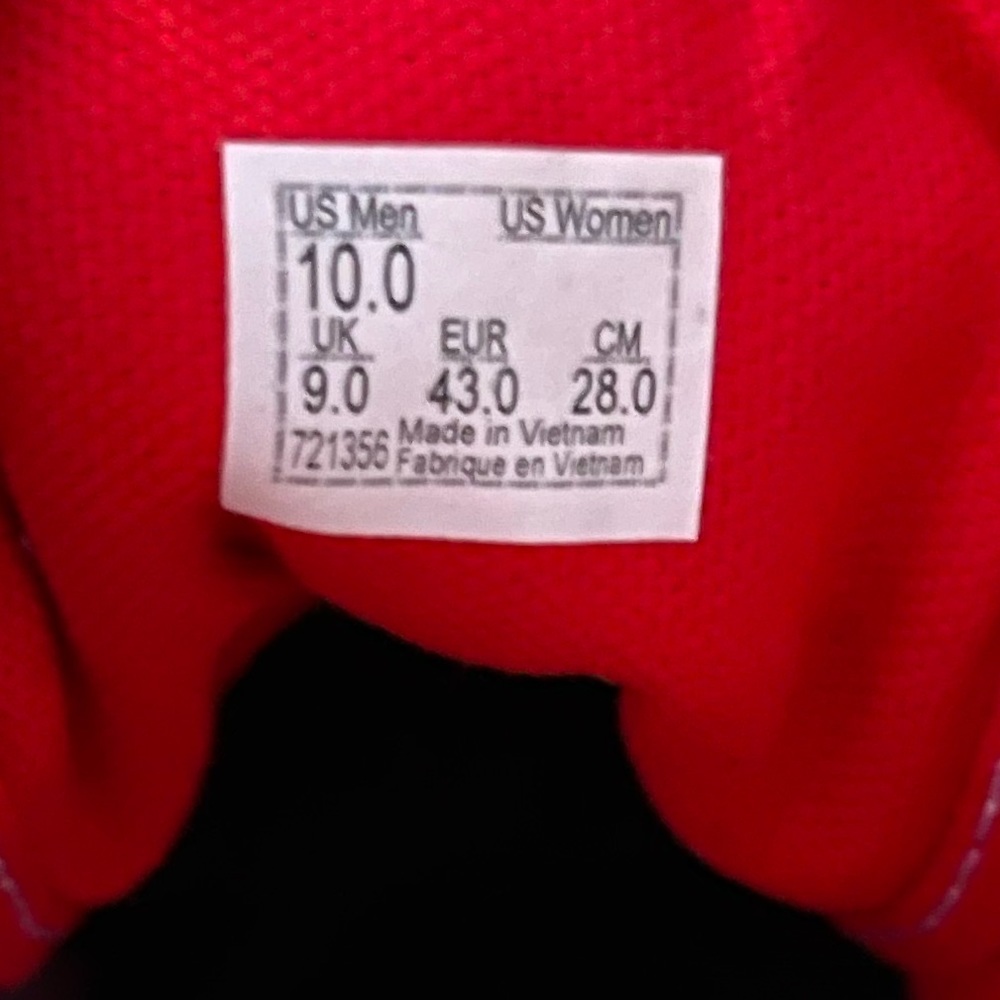 US Men US Women
10.0
UK EUR CM
9.0 43.0 28.0
721356 Made in Vietnam
Fabrique en Vietnam